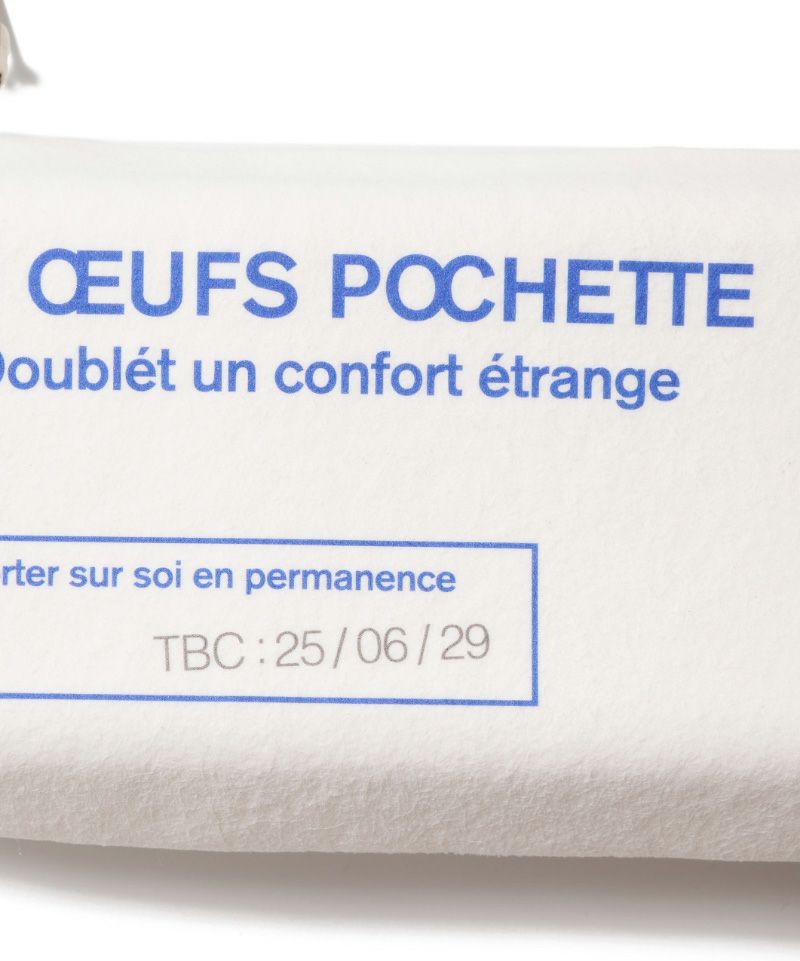 ŒUFS POCHETTE
Doublét un confort étrange
rter sur soi en permanence
TBC : 25 / 06 / 29